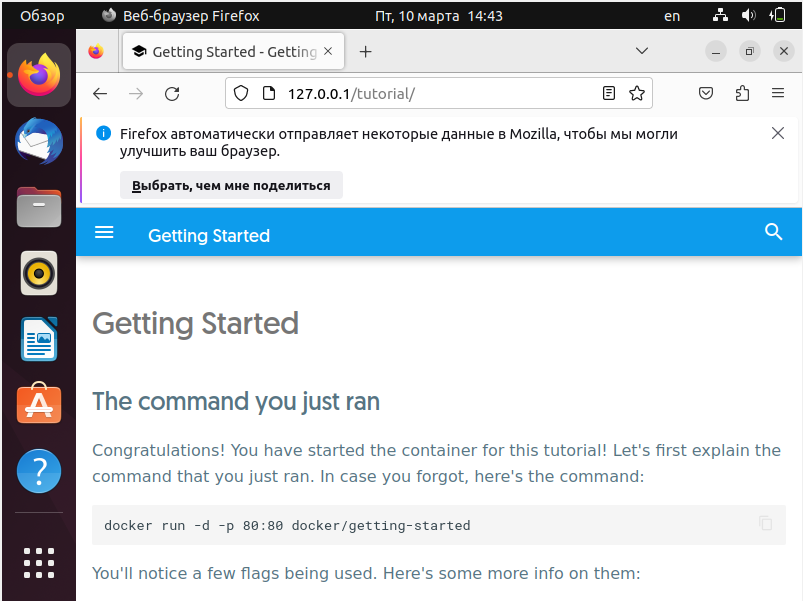 Обзор Веб-браузер Firefox Пт, 10 марта 14:43 en
Getting Started - Getting
127.0.0.1/tutorial/
Firefox автоматически отправляет некоторые данные в Mozilla, чтобы мы могли
улучшить ваш браузер.
Выбрать, чем мне поделиться
Getting Started
Getting Started
The command you just ran
Congratulations! You have started the container for this tutorial! Let's first explain the
command that you just ran. In case you forgot, here's the command:
docker run -d -p 80:80 docker/getting-started
You'll notice a few flags being used. Here's some more info on them: